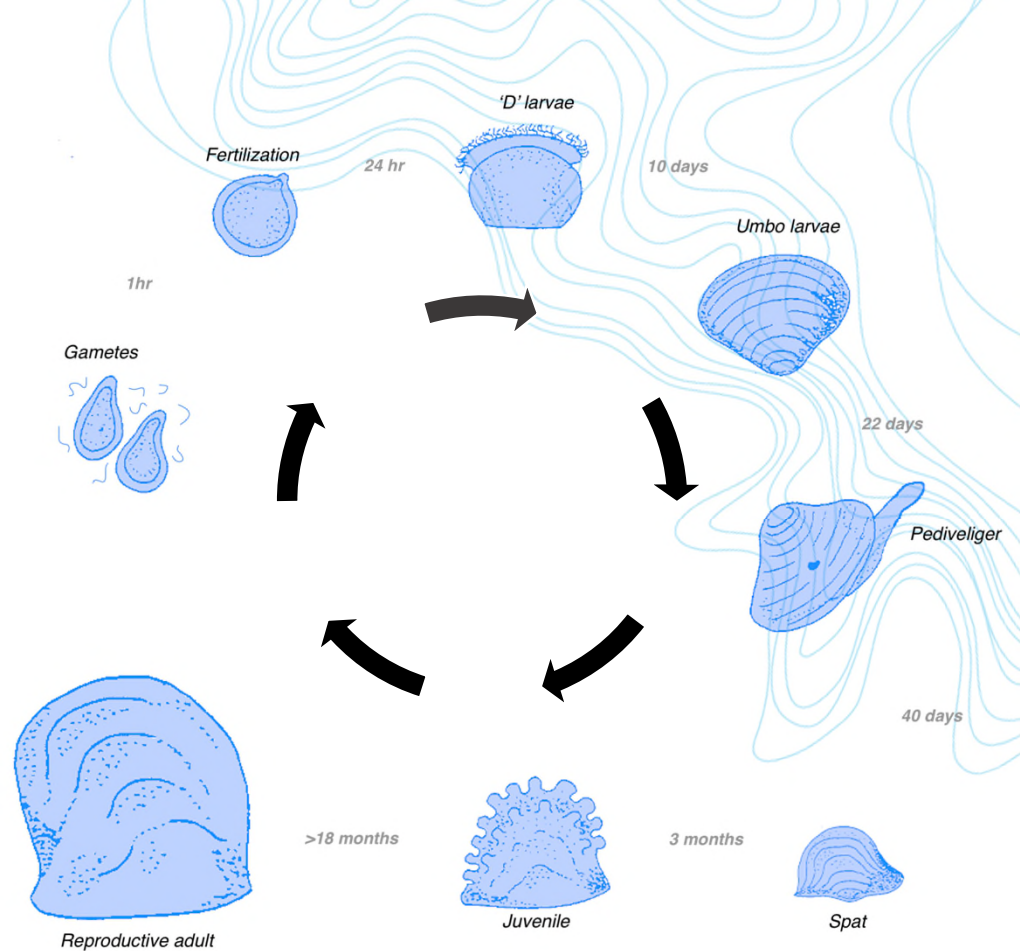 'D' larvae
Fertilization
24 hr
10 days
Umbo larvae
1hr
Gametes
22 days
Pediveliger
40 days
>18 months
3 months
Juvenile
Spat
Reproductive adult